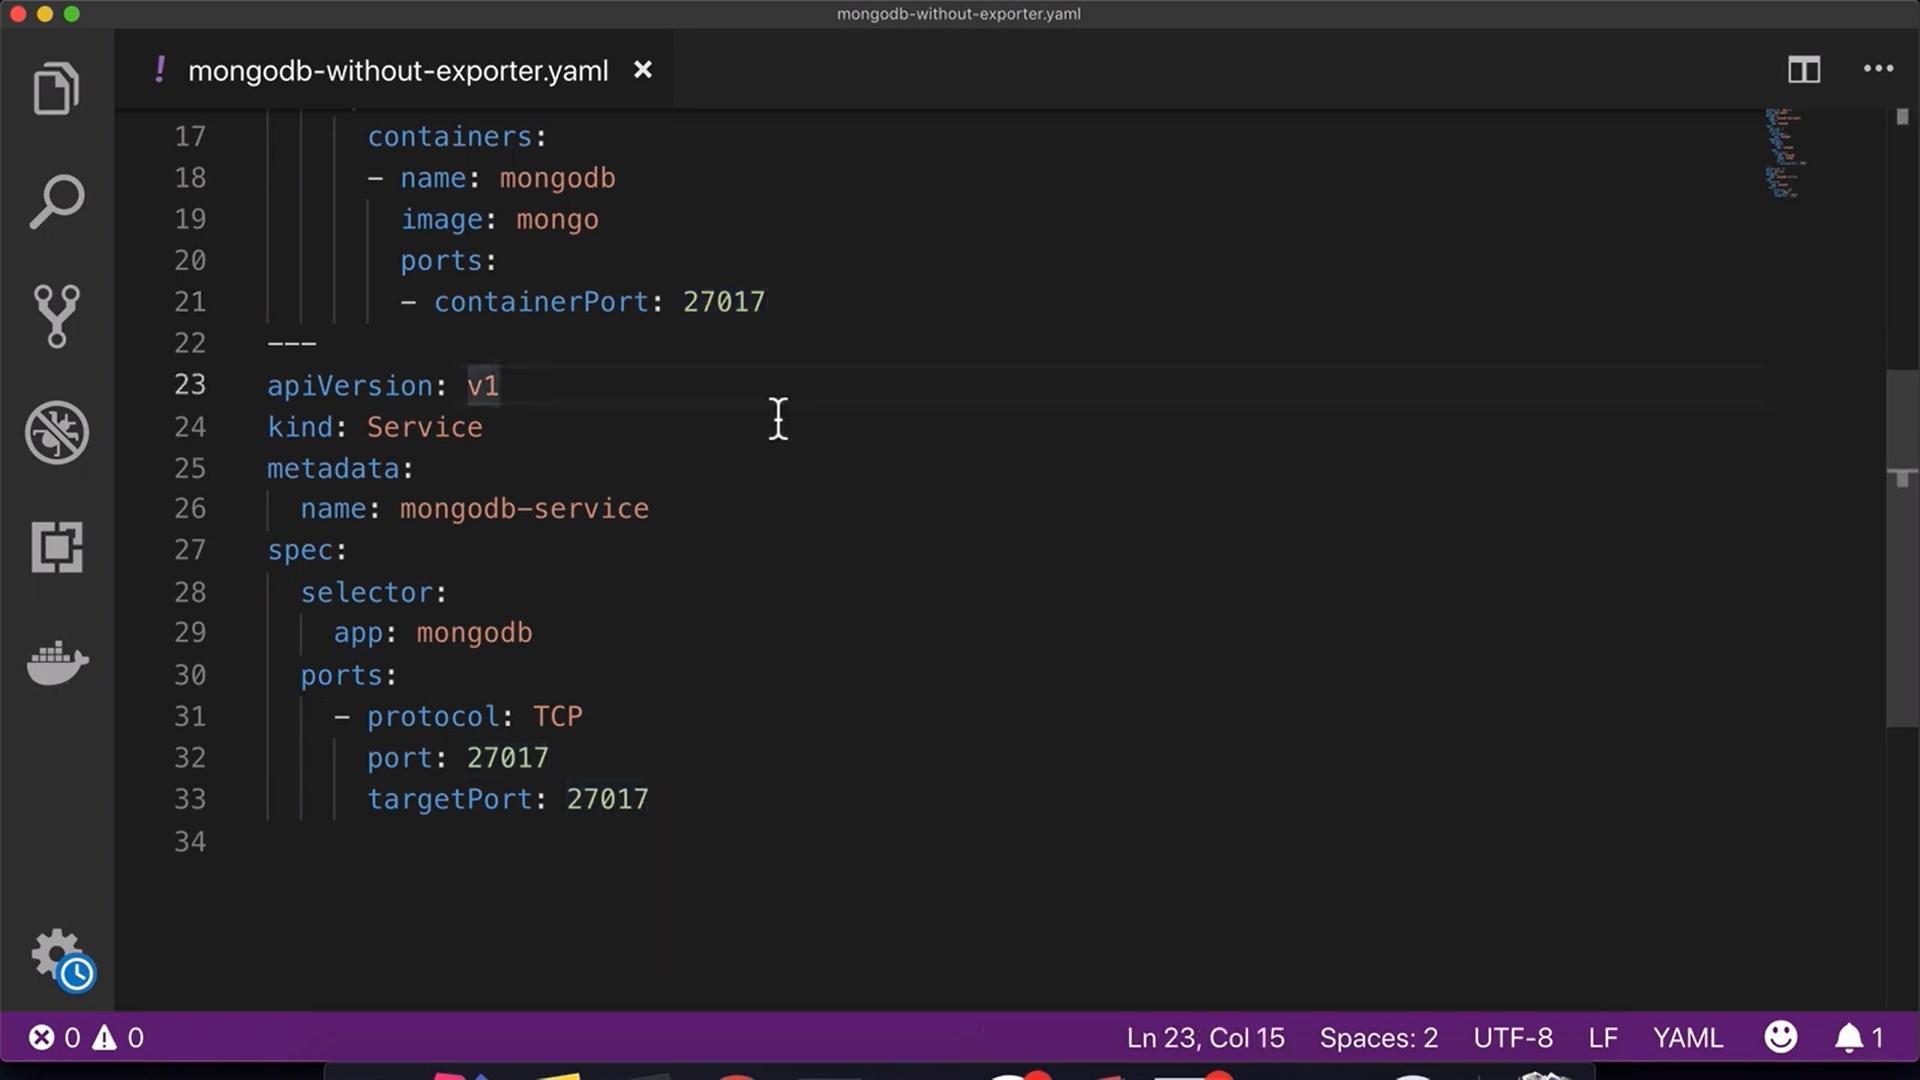 mongodb-without-exporter.yaml
! mongodb-without-exporter.yaml ×
17 containers:
18 - name: mongodb
19 image: mongo
20 ports:
21 - containerPort: 27017
22 ---
23 apiVersion: v1
24 kind: Service
25 metadata:
26 name: mongodb-service
27 spec:
28 selector:
29 app: mongodb
30 ports:
31 - protocol: TCP
32 port: 27017
33 targetPort: 27017
34
0 0 Ln 23, Col 15 Spaces: 2 UTF-8 LF YAML 1